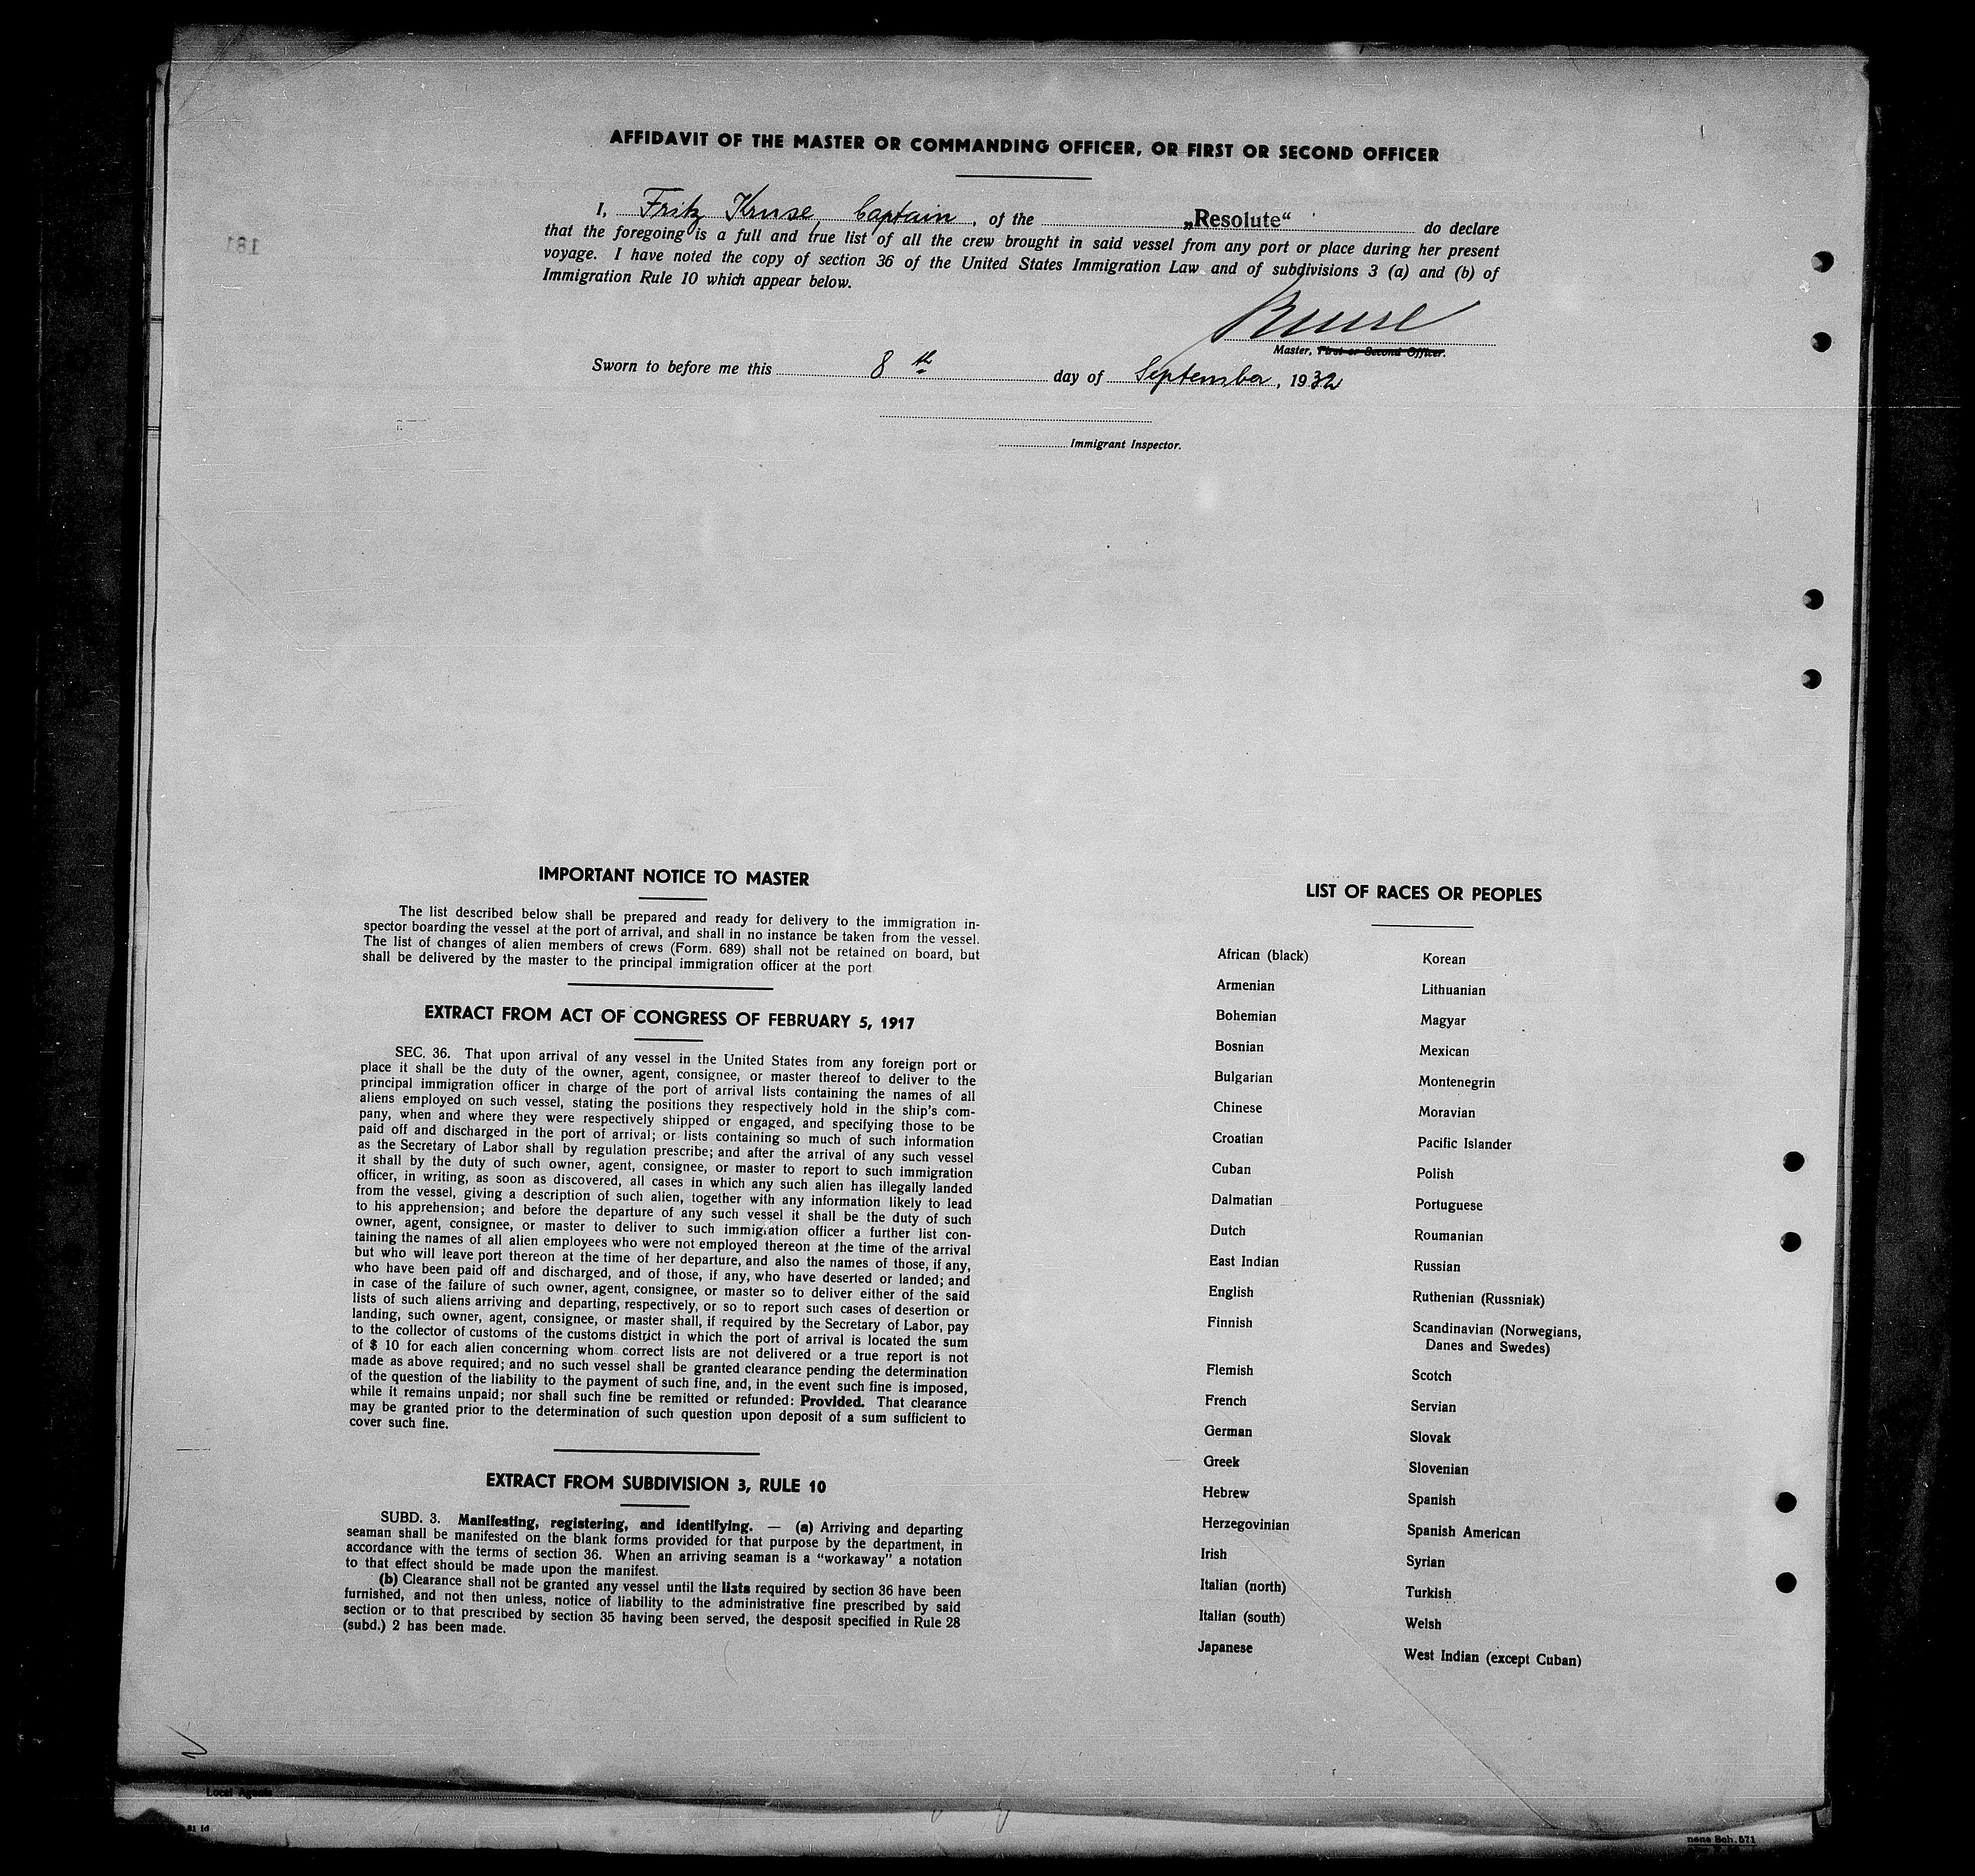 AFFIDAVIT OF THE MASTER OR COMMANDING OFFICER, OR FIRST OR SECOND OFFICER
I, Fritz Kruse, Captain, of the „Resolute“ do declare
that the foregoing is a full and true list of all the crew brought in said vessel from any port or place during her present
voyage. I have noted the copy of section 36 of the United States Immigration Law and of subdivisions 3 (a) and (b) of
Immigration Rule 10 which appear below.
181
Kruse
Master, First or Second Officer.
Sworn to before me this 8th day of September, 1932
Immigrant Inspector.
IMPORTANT NOTICE TO MASTER
The list described below shall be prepared and ready for delivery to the immigration in-
spector boarding the vessel at the port of arrival, and shall in no instance be taken from the vessel.
The list of changes of alien members of crews (Form. 689) shall not be retained on board, but
shall be delivered by the master to the principal immigration officer at the port
EXTRACT FROM ACT OF CONGRESS OF FEBRUARY 5, 1917
SEC. 36. That upon arrival of any vessel in the United States from any foreign port or
place it shall be the duty of the owner, agent, consignee, or master thereof to deliver to the
principal immigration officer in charge of the port of arrival lists containing the names of all
aliens employed on such vessel, stating the positions they respectively hold in the ship's com-
pany, when and where they were respectively shipped or engaged, and specifying those to be
paid off and discharged in the port of arrival; or lists containing so much of such information
as the Secretary of Labor shall by regulation prescribe; and after the arrival of any such vessel
it shall by the duty of such owner, agent, consignee, or master to report to such immigration
officer, in writing, as soon as discovered, all cases in which any such alien has illegally landed
from the vessel, giving a description of such alien, together with any information likely to lead
to his apprehension; and before the departure of any such vessel it shall be the duty of such
owner, agent, consignee, or master to deliver to such immigration officer a further list con-
taining the names of all alien employees who were not employed thereon at the time of the arrival
but who will leave port thereon at the time of her departure, and also the names of those, if any,
who have been paid off and discharged, and of those, if any, who have deserted or landed; and
in case of the failure of such owner, agent, consignee, or master so to deliver either of the said
lists of such aliens arriving and departing, respectively, or so to report such cases of desertion or
landing, such owner, agent, consignee, or master shall, if required by the Secretary of Labor, pay
to the collector of customs of the customs district in which the port of arrival is located the sum
of $ 10 for each alien concerning whom correct lists are not delivered or a true report is not
made as above required; and no such vessel shall be granted clearance pending the determination
of the question of the liability to the payment of such fine, and, in the event such fine is imposed,
while it remains unpaid; nor shall such fine be remitted or refunded: Provided. That clearance
may be granted prior to the determination of such question upon deposit of a sum sufficient to
cover such fine.
EXTRACT FROM SUBDIVISION 3, RULE 10
SUBD. 3. Manifesting, registering, and identifying. — (a) Arriving and departing
seaman shall be manifested on the blank forms provided for that purpose by the department, in
accordance with the terms of section 36. When an arriving seaman is a “workaway” a notation
to that effect should be made upon the manifest.
(b) Clearance shall not be granted any vessel until the lists required by section 36 have been
furnished, and not then unless, notice of liability to the administrative fine prescribed by said
section or to that prescribed by section 35 having been served, the desposit specified in Rule 28
(subd.) 2 has been made.
LIST OF RACES OR PEOPLES
African (black)
Armenian
Bohemian
Bosnian
Bulgarian
Chinese
Croatian
Cuban
Dalmatian
Dutch
East Indian
English
Finnish
Flemish
French
German
Greek
Hebrew
Herzegovinian
Irish
Italian (north)
Italian (south)
Japanese
Korean
Lithuanian
Magyar
Mexican
Montenegrin
Moravian
Pacific Islander
Polish
Portuguese
Roumanian
Russian
Ruthenian (Russniak)
Scandinavian (Norwegians,
Danes and Swedes)
Scotch
Servian
Slovak
Slovenian
Spanish
Spanish American
Syrian
Turkish
Welsh
West Indian (except Cuban)
Local Agents
Sch. 571